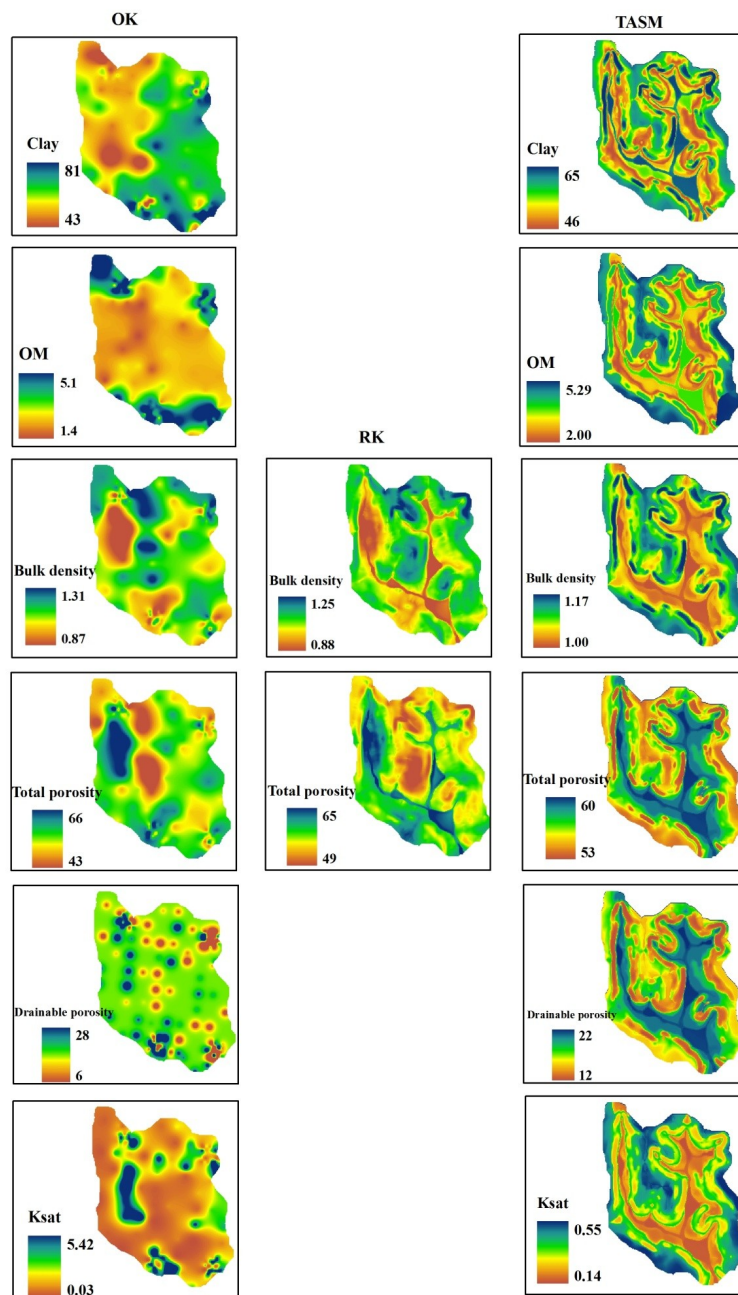 OK
TASM
Clay
81
43
Clay
65
46
OM
5.1
1.4
OM
5.29
2.00
RK
Bulk density
1.31
0.87
Bulk density
1.25
0.88
Bulk density
1.17
1.00
Total porosity
66
43
Total porosity
65
49
Total porosity
60
53
Drainable porosity
28
6
Drainable porosity
22
12
Ksat
5.42
0.03
Ksat
0.55
0.14